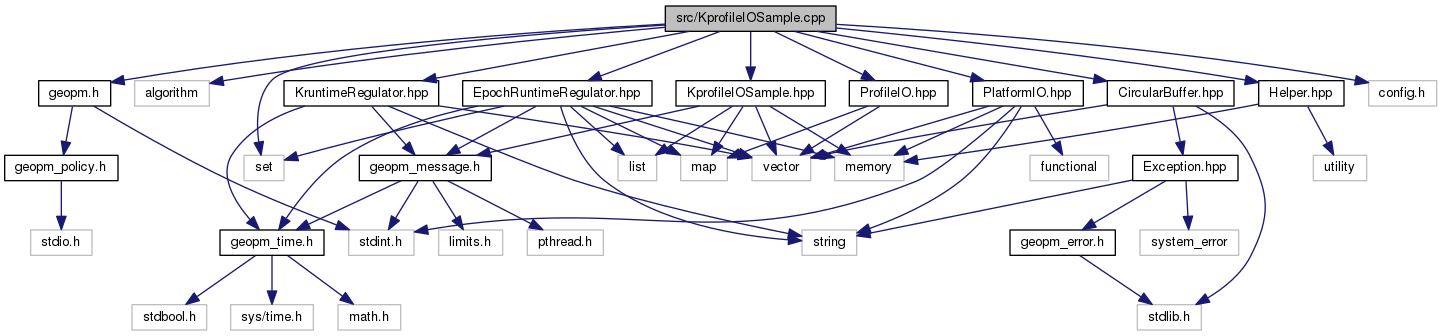 src/KprofileIOSample.cpp
geopm.h
algorithm
KruntimeRegulator.hpp
EpochRuntimeRegulator.hpp
KprofileIOSample.hpp
ProfileIO.hpp
PlatformIO.hpp
CircularBuffer.hpp
Helper.hpp
config.h
geopm_policy.h
set
geopm_message.h
list
map
vector
memory
functional
Exception.hpp
utility
stdio.h
geopm_time.h
stdint.h
limits.h
pthread.h
string
geopm_error.h
system_error
stdbool.h
sys/time.h
math.h
stdlib.h